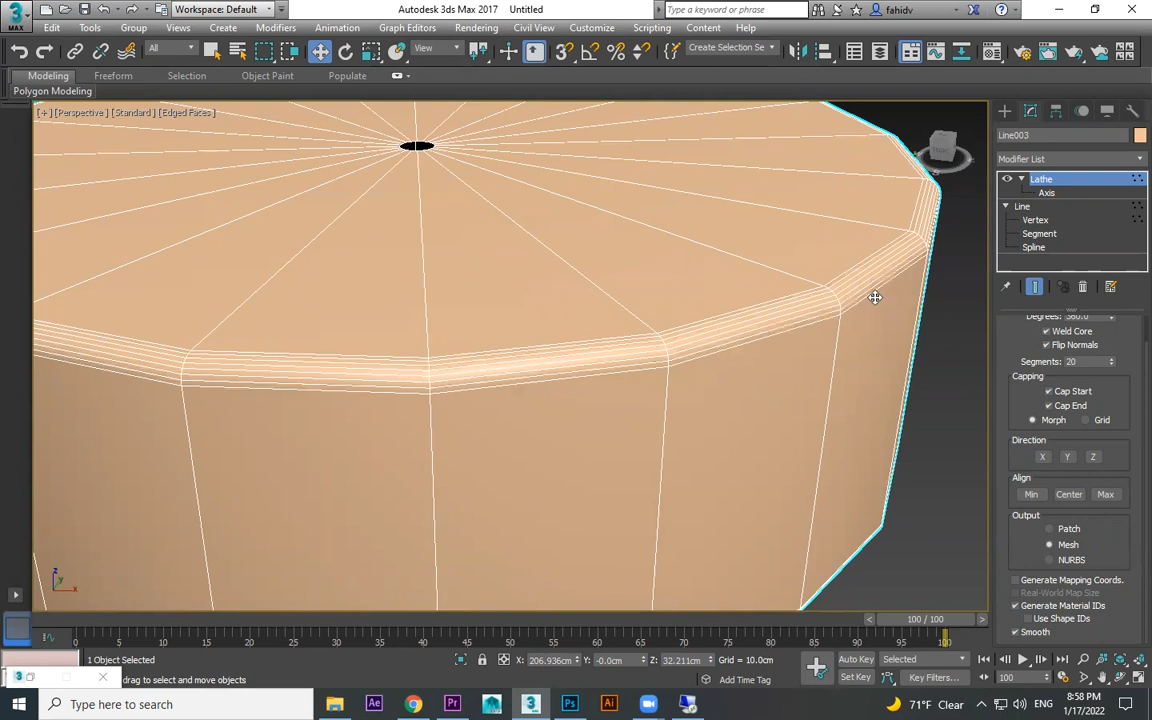 MAX
Workspace: Default
Autodesk 3ds Max 2017    Untitled
Type a keyword or phrase
fahidv
Edit Tools Group Views Create Modifiers Animation Graph Editors Rendering Civil View Customize Scripting Content Help
All
View
Create Selection Se
Modeling Freeform Selection Object Paint Populate
Polygon Modeling
[ + ] [Perspective ] [Standard ] [Edged Faces ]
Line003
Modifier List
Lathe
Axis
Line
Vertex
Segment
Spline
Degrees: 360.0
Weld Core
Flip Normals
Segments: 20
Capping
Cap Start
Cap End
Morph Grid
Direction
X Y Z
Align
Min Center Max
Output
Patch
Mesh
NURBS
Generate Mapping Coords.
Real-World Map Size
Generate Material IDs
Use Shape IDs
Smooth
z
y
x
100 / 100
0 5 10 15 20 25 30 35 40 45 50 55 60 65 70 75 80 85 90 95 100
1 Object Selected
X: 206.936cm Y: -0.0cm Z: 32.211cm Grid = 10.0cm
Auto Key Selected
drag to select and move objects
Add Time Tag
Set Key Key Filters...
100
Type here to search
71°F Clear
ENG
8:58 PM
1/17/2022